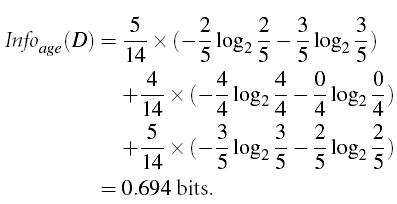 Info_age(D) = 5/14 × (−2/5 log₂ 2/5 − 3/5 log₂ 3/5)
+ 4/14 × (−4/4 log₂ 4/4 − 0/4 log₂ 0/4)
+ 5/14 × (−3/5 log₂ 3/5 − 2/5 log₂ 2/5)
= 0.694 bits.